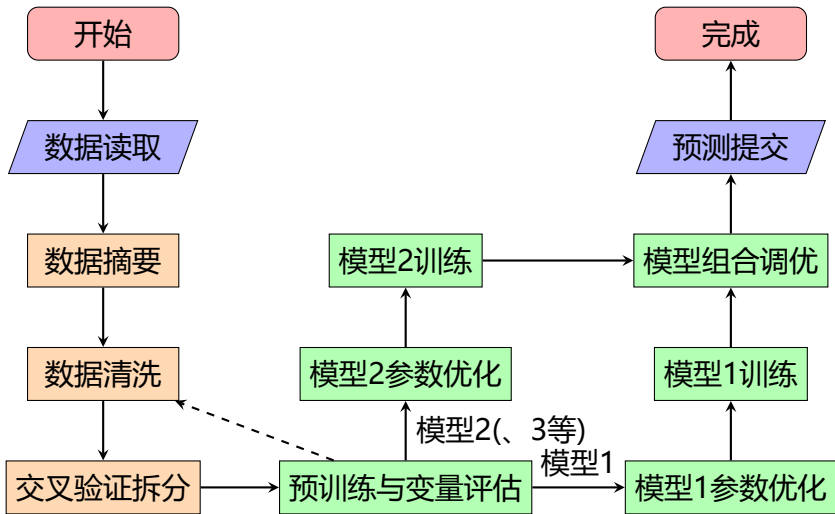 开始
完成
数据读取
预测提交
数据摘要
模型2训练
模型组合调优
数据清洗
模型2参数优化
模型1训练
模型2(、3等)
模型1
交叉验证拆分
预训练与变量评估
模型1参数优化